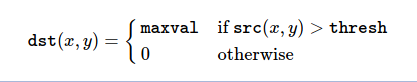 dst(x, y) = { maxval if src(x, y) > thresh
0 otherwise